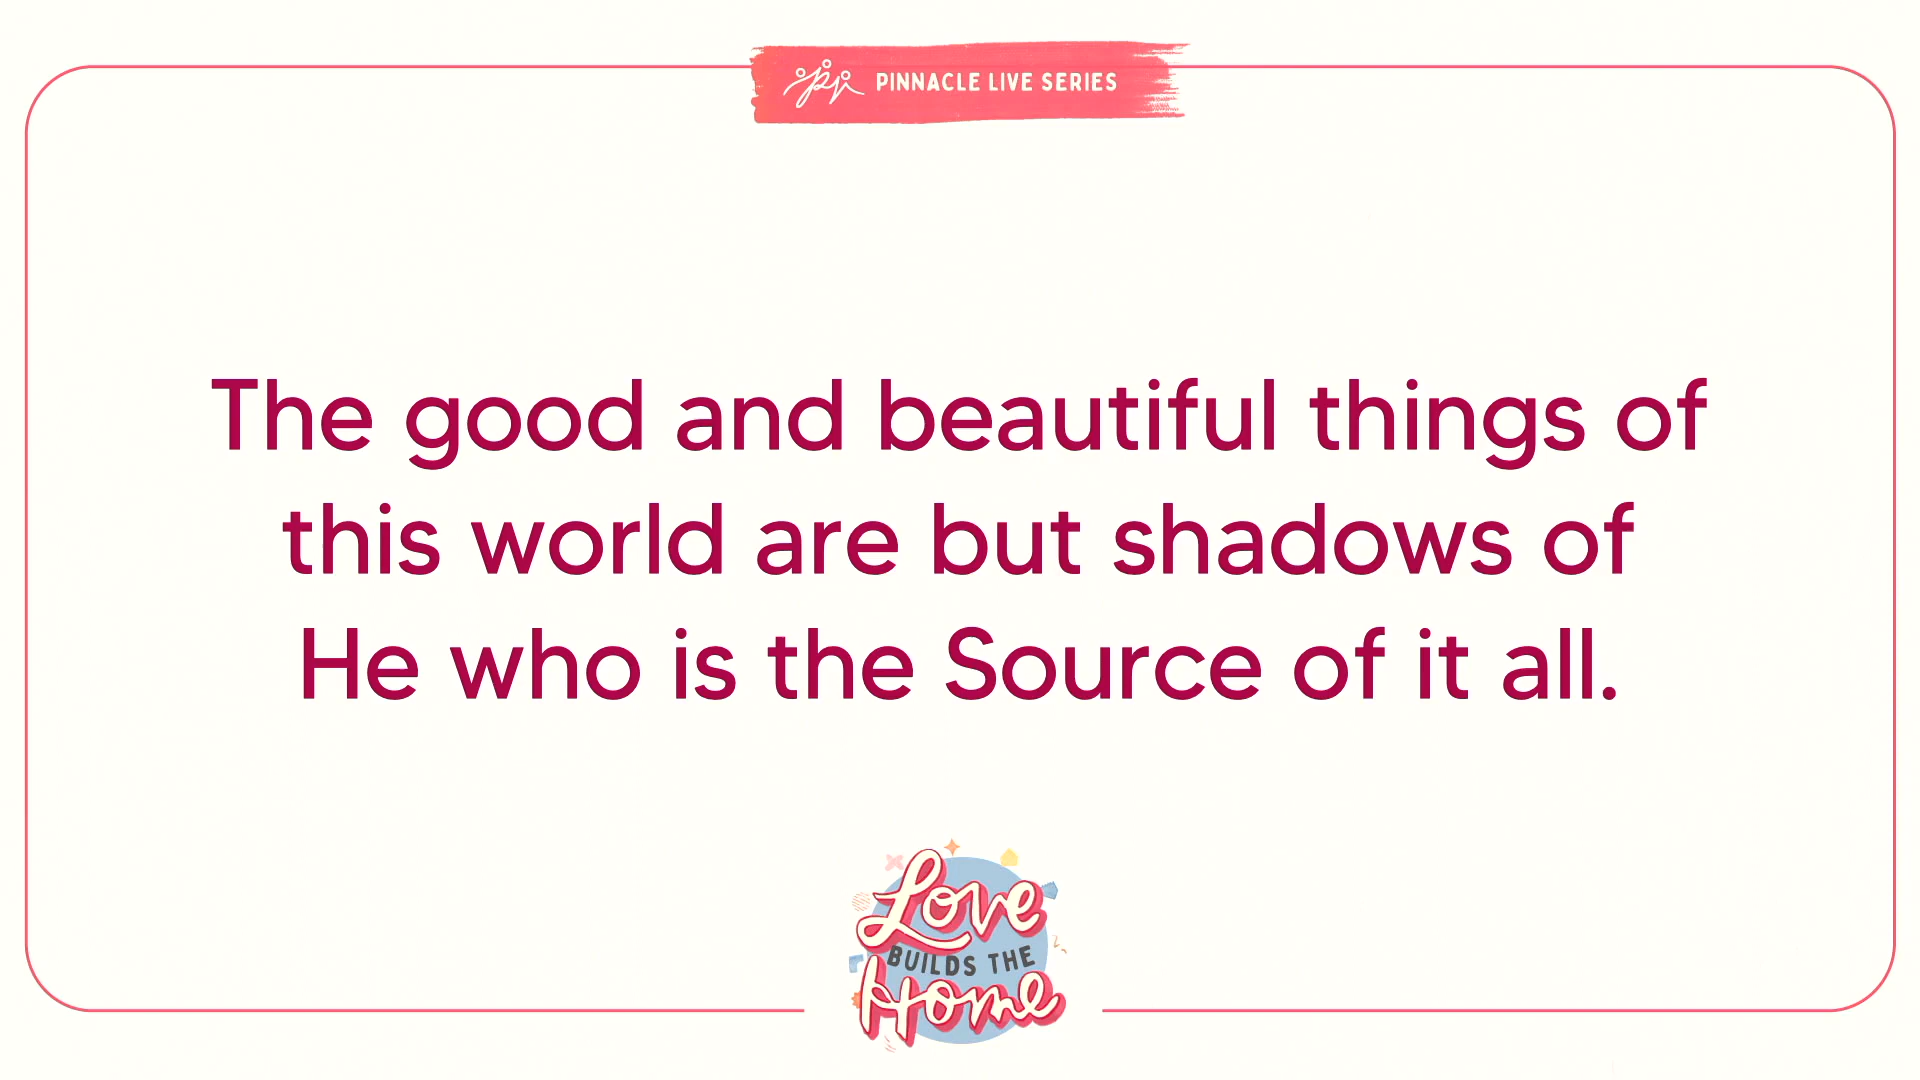 PINNACLE LIVE SERIES
The good and beautiful things of
this world are but shadows of
He who is the Source of it all.
Love
BUILDS THE
Home